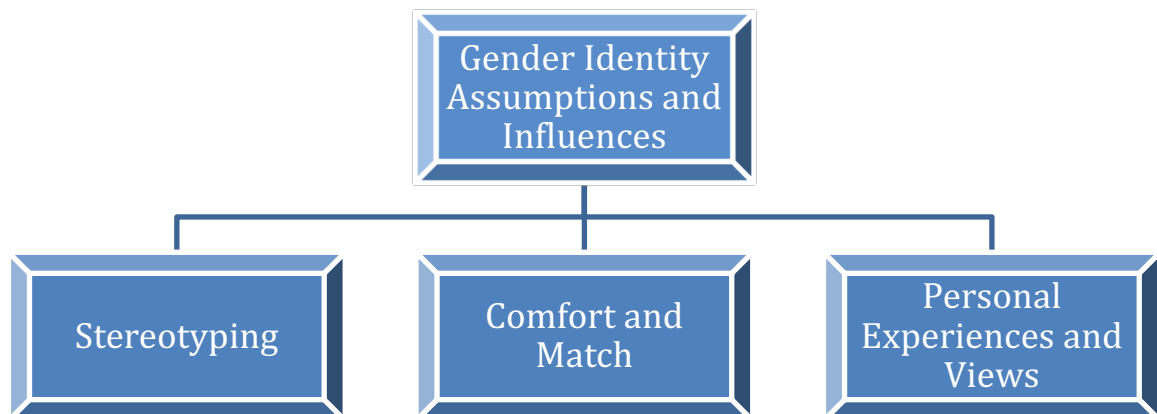 Gender Identity
Assumptions and
Influences
Stereotyping
Comfort and
Match
Personal
Experiences and
Views